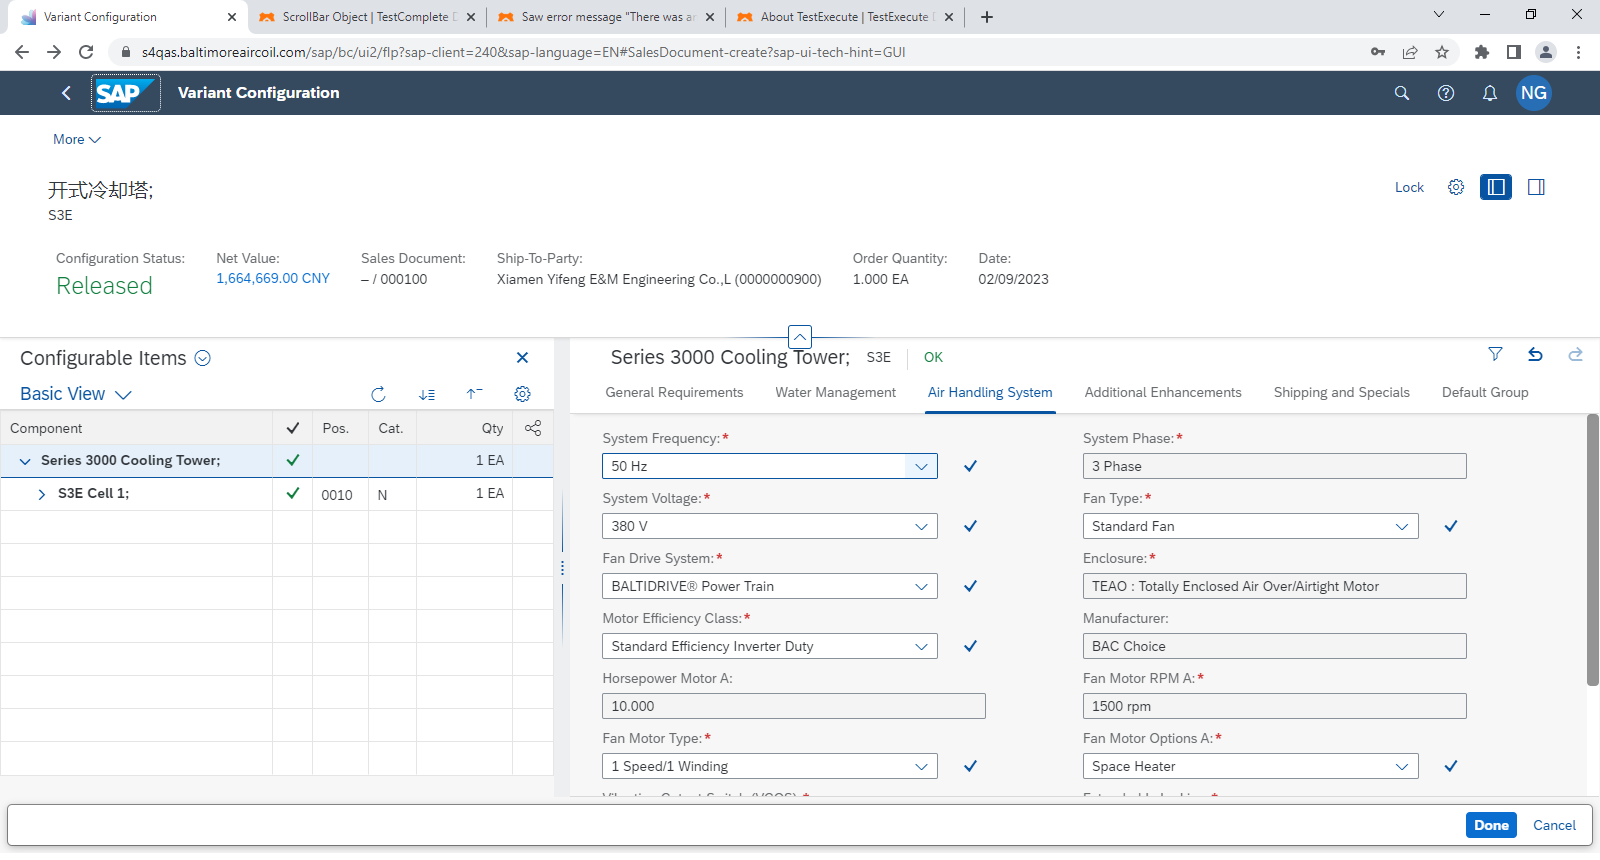 Variant Configuration
ScrollBar Object | TestComplete
Saw error message "There was ar
About TestExecute | TestExecute
s4qas.baltimoreaircoil.com/sap/bc/ui2/flp?sap-client=240&sap-language=EN#SalesDocument-create?sap-ui-tech-hint=GUI
SAP
Variant Configuration
NG
More
开式冷却塔;
S3E
Lock
Configuration Status:
Released
Net Value:
1,664,669.00 CNY
Sales Document:
– / 000100
Ship-To-Party:
Xiamen Yifeng E&M Engineering Co.,L (0000000900)
Order Quantity:
1.000 EA
Date:
02/09/2023
Configurable Items
Basic View
Component Pos. Cat. Qty
Series 3000 Cooling Tower; 1 EA
S3E Cell 1; 0010 N 1 EA
Series 3000 Cooling Tower; S3E OK
General Requirements Water Management Air Handling System Additional Enhancements Shipping and Specials Default Group
System Frequency:*
50 Hz
System Phase:*
3 Phase
System Voltage:*
380 V
Fan Type:*
Standard Fan
Fan Drive System:*
BALTIDRIVE® Power Train
Enclosure:*
TEAO : Totally Enclosed Air Over/Airtight Motor
Motor Efficiency Class:*
Standard Efficiency Inverter Duty
Manufacturer:
BAC Choice
Horsepower Motor A:
10.000
Fan Motor RPM A:*
1500 rpm
Fan Motor Type:*
1 Speed/1 Winding
Fan Motor Options A:*
Space Heater
Done Cancel